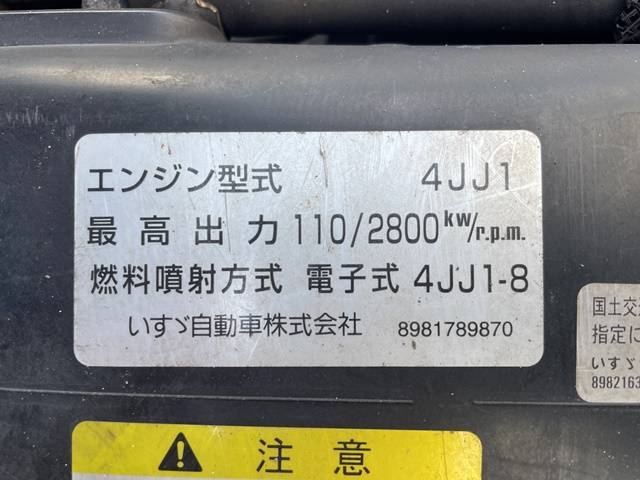 エンジン型式 4JJ1
最高出力 110/2800kW/r.p.m.
燃料噴射方式 電子式 4JJ1-8
いすゞ自動車株式会社 8981789870
国土交
指定に
いすゞ
8982163
注意